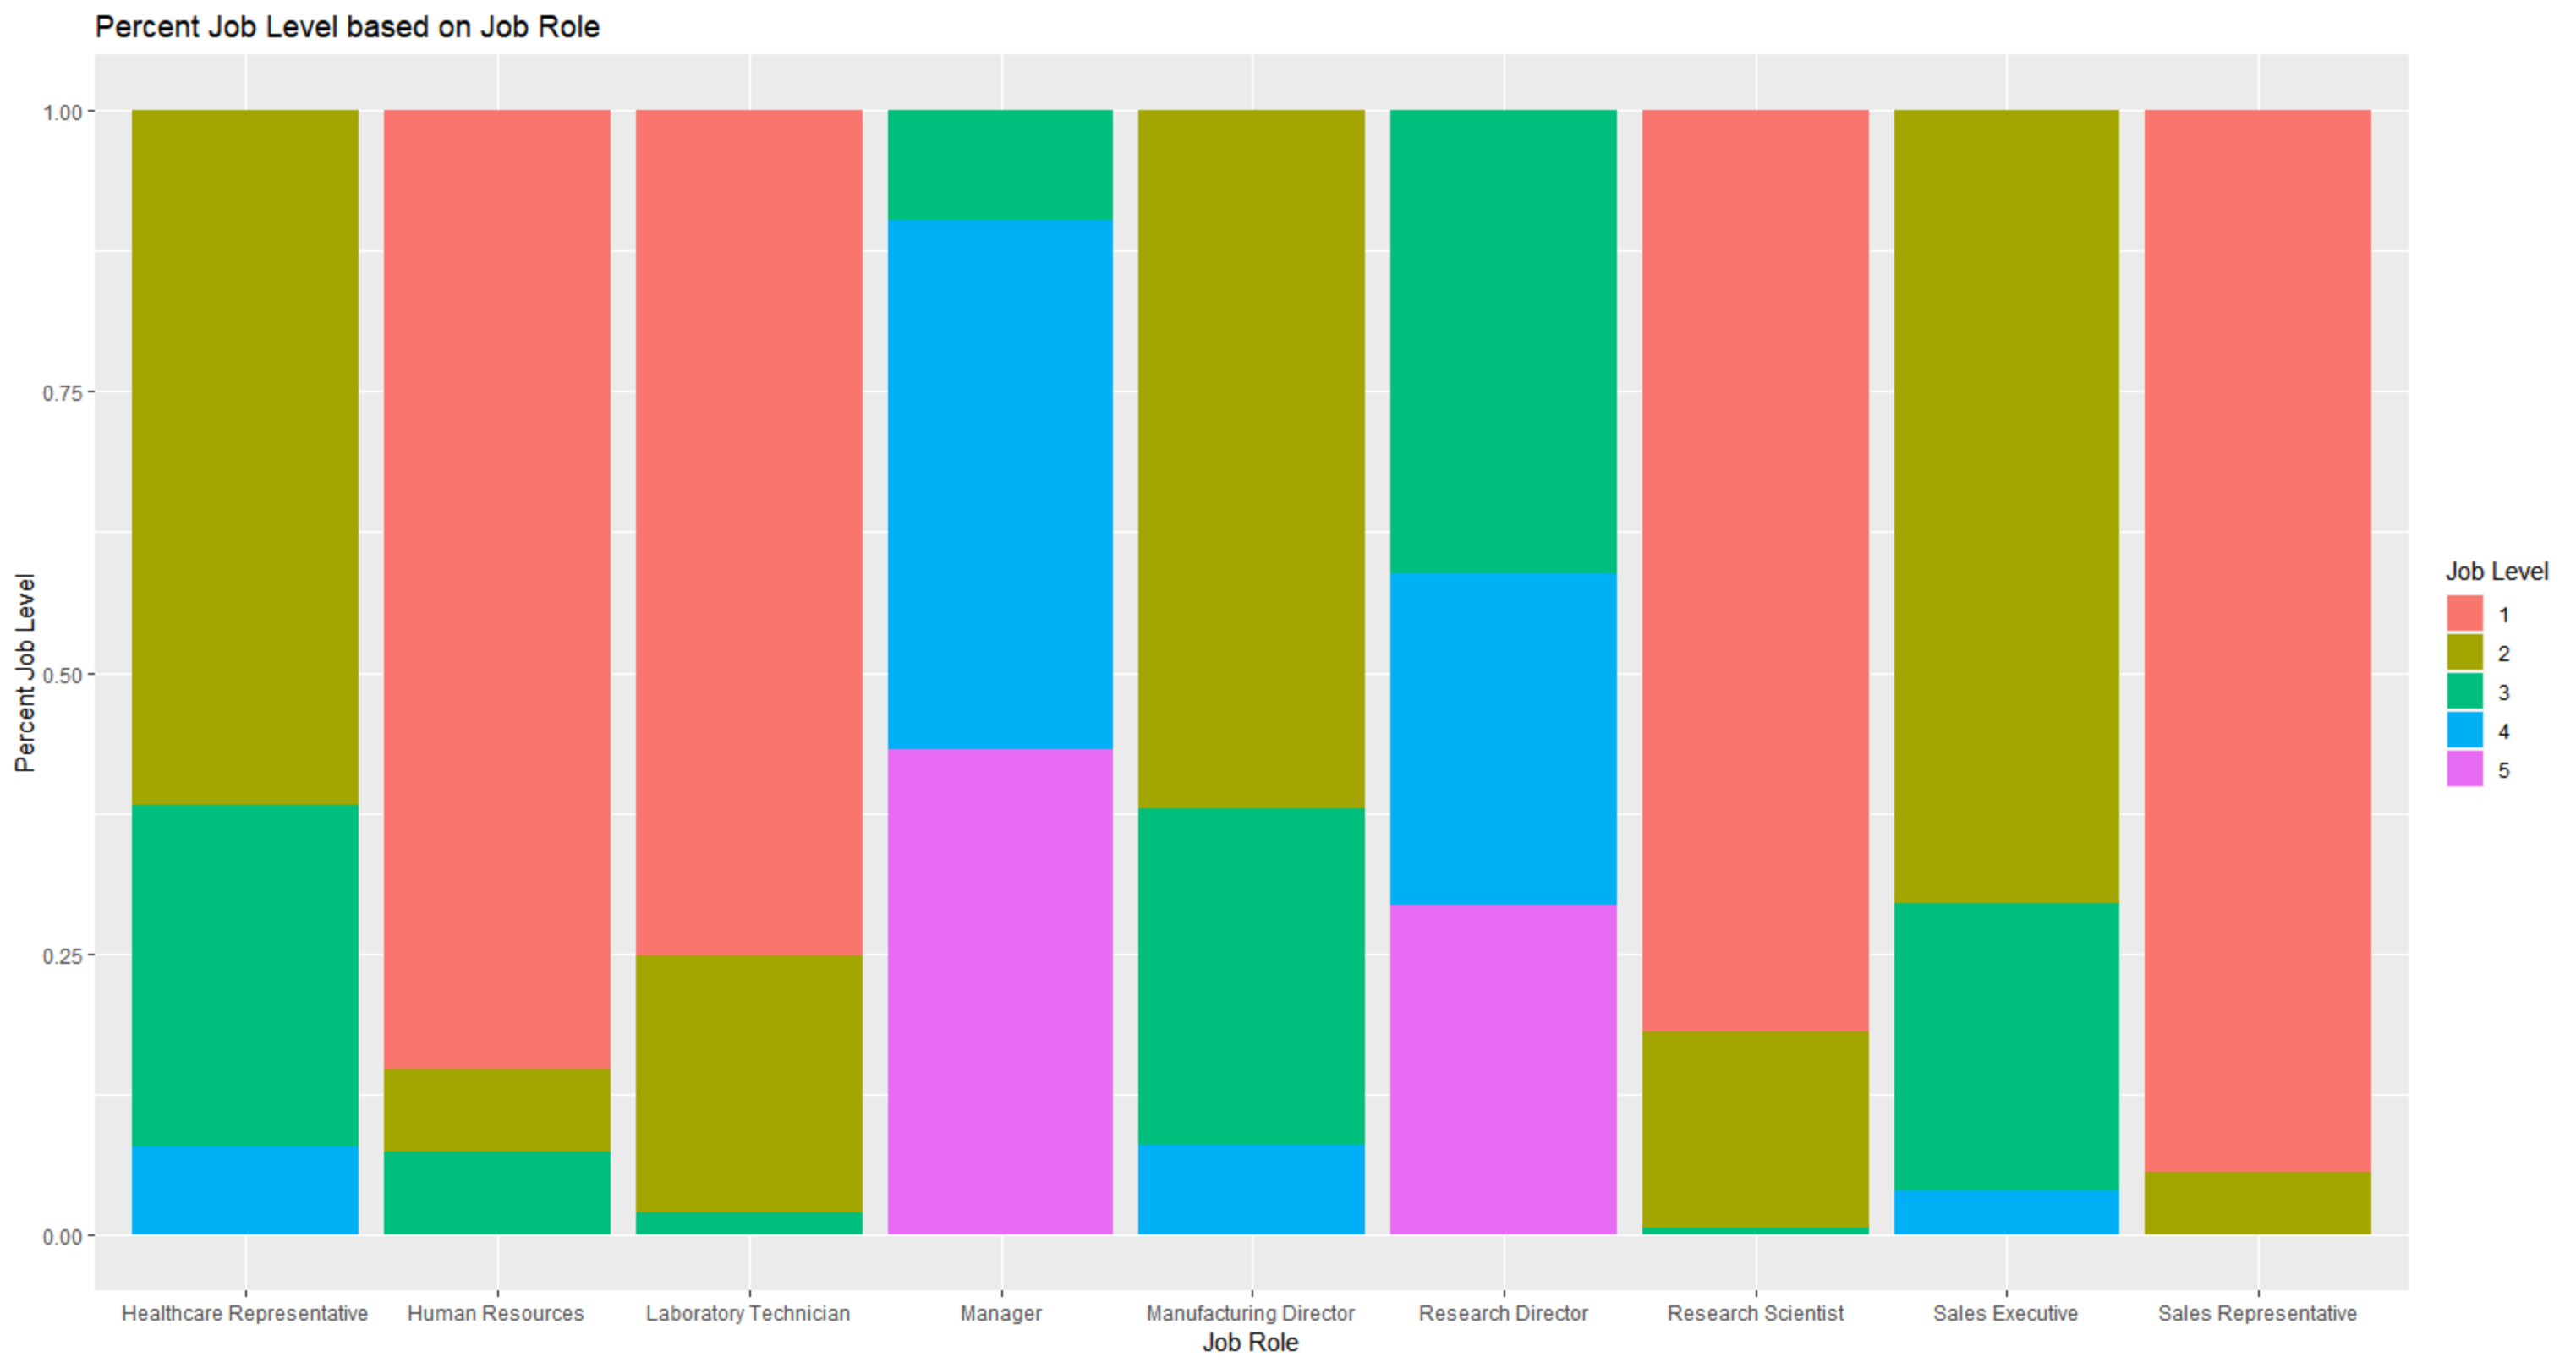 Percent Job Level based on Job Role
Percent Job Level
1.00
0.75
0.50
0.25
0.00
Healthcare Representative
Human Resources
Laboratory Technician
Manager
Manufacturing Director
Research Director
Research Scientist
Sales Executive
Sales Representative
Job Role
Job Level
1
2
3
4
5